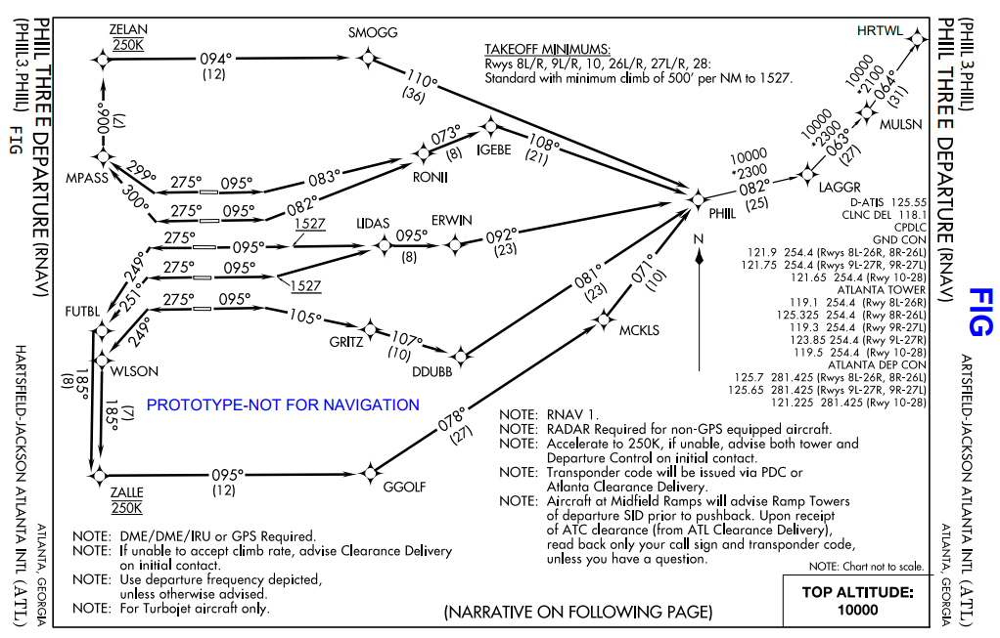 (PHIIL3.PHIIL) FIG
PHIIL THREE DEPARTURE (RNAV)
HARTSFIELD-JACKSON ATLANTA INTL (ATL)
ATLANTA, GEORGIA
ZELAN
250K
094°
(12)
SMOGG
110°
(36)
TAKEOFF MINIMUMS:
Rwys 8L/R, 9L/R, 10, 26L/R, 27L/R, 28:
Standard with minimum climb of 500' per NM to 1527.
HRTWL
10000
*2100
064°
(31)
MULSN
10000
*2300
063°
(27)
LAGGR
10000
*2300
082°
(25)
PHIIL
006°
(7)
MPASS
299°
275° 095°
083°
300°
275° 095°
082°
RONII
073°
(8)
IGEBE
108°
(21)
275° 095°
1527
LIDAS
095°
(8)
ERWIN
092°
(23)
249°
275° 095°
1527
251°
FUTBL
275° 095°
105°
GRITZ
107°
(10)
DDUBB
081°
(23)
071°
(10)
MCKLS
249°
WLSON
185°
(8)
185°
(7)
ZALLE
250K
095°
(12)
GGOLF
078°
(27)
N
PROTOTYPE-NOT FOR NAVIGATION
D-ATIS 125.55
CLNC DEL 118.1
CPDLC
GND CON
121.9 254.4 (Rwys 8L-26R, 8R-26L)
121.75 254.4 (Rwys 9L-27R, 9R-27L)
121.65 254.4 (Rwy 10-28)
ATLANTA TOWER
119.1 254.4 (Rwy 8L-26R)
125.325 254.4 (Rwy 8R-26L)
119.3 254.4 (Rwy 9R-27L)
123.85 254.4 (Rwy 9L-27R)
119.5 254.4 (Rwy 10-28)
ATLANTA DEP CON
125.7 281.425 (Rwys 8L-26R, 8R-26L)
125.65 281.425 (Rwys 9L-27R, 9R-27L)
121.225 281.425 (Rwy 10-28)
NOTE: RNAV 1.
NOTE: RADAR Required for non-GPS equipped aircraft.
NOTE: Accelerate to 250K, if unable, advise both tower and
Departure Control on initial contact.
NOTE: Transponder code will be issued via PDC or
Atlanta Clearance Delivery.
NOTE: Aircraft at Midfield Ramps will advise Ramp Towers
of departure SID prior to pushback. Upon receipt
of ATC clearance (from ATL Clearance Delivery),
read back only your call sign and transponder code,
unless you have a question.
NOTE: DME/DME/IRU or GPS Required.
NOTE: If unable to accept climb rate, advise Clearance Delivery
on initial contact.
NOTE: Use departure frequency depicted,
unless otherwise advised.
NOTE: For Turbojet aircraft only.
(NARRATIVE ON FOLLOWING PAGE)
NOTE: Chart not to scale.
TOP ALTITUDE:
10000
(PHIIL 3.PHIIL)
PHIIL THREE DEPARTURE (RNAV)
FIG
ARTSFIELD-JACKSON ATLANTA INTL (ATL)
ATLANTA, GEORGIA